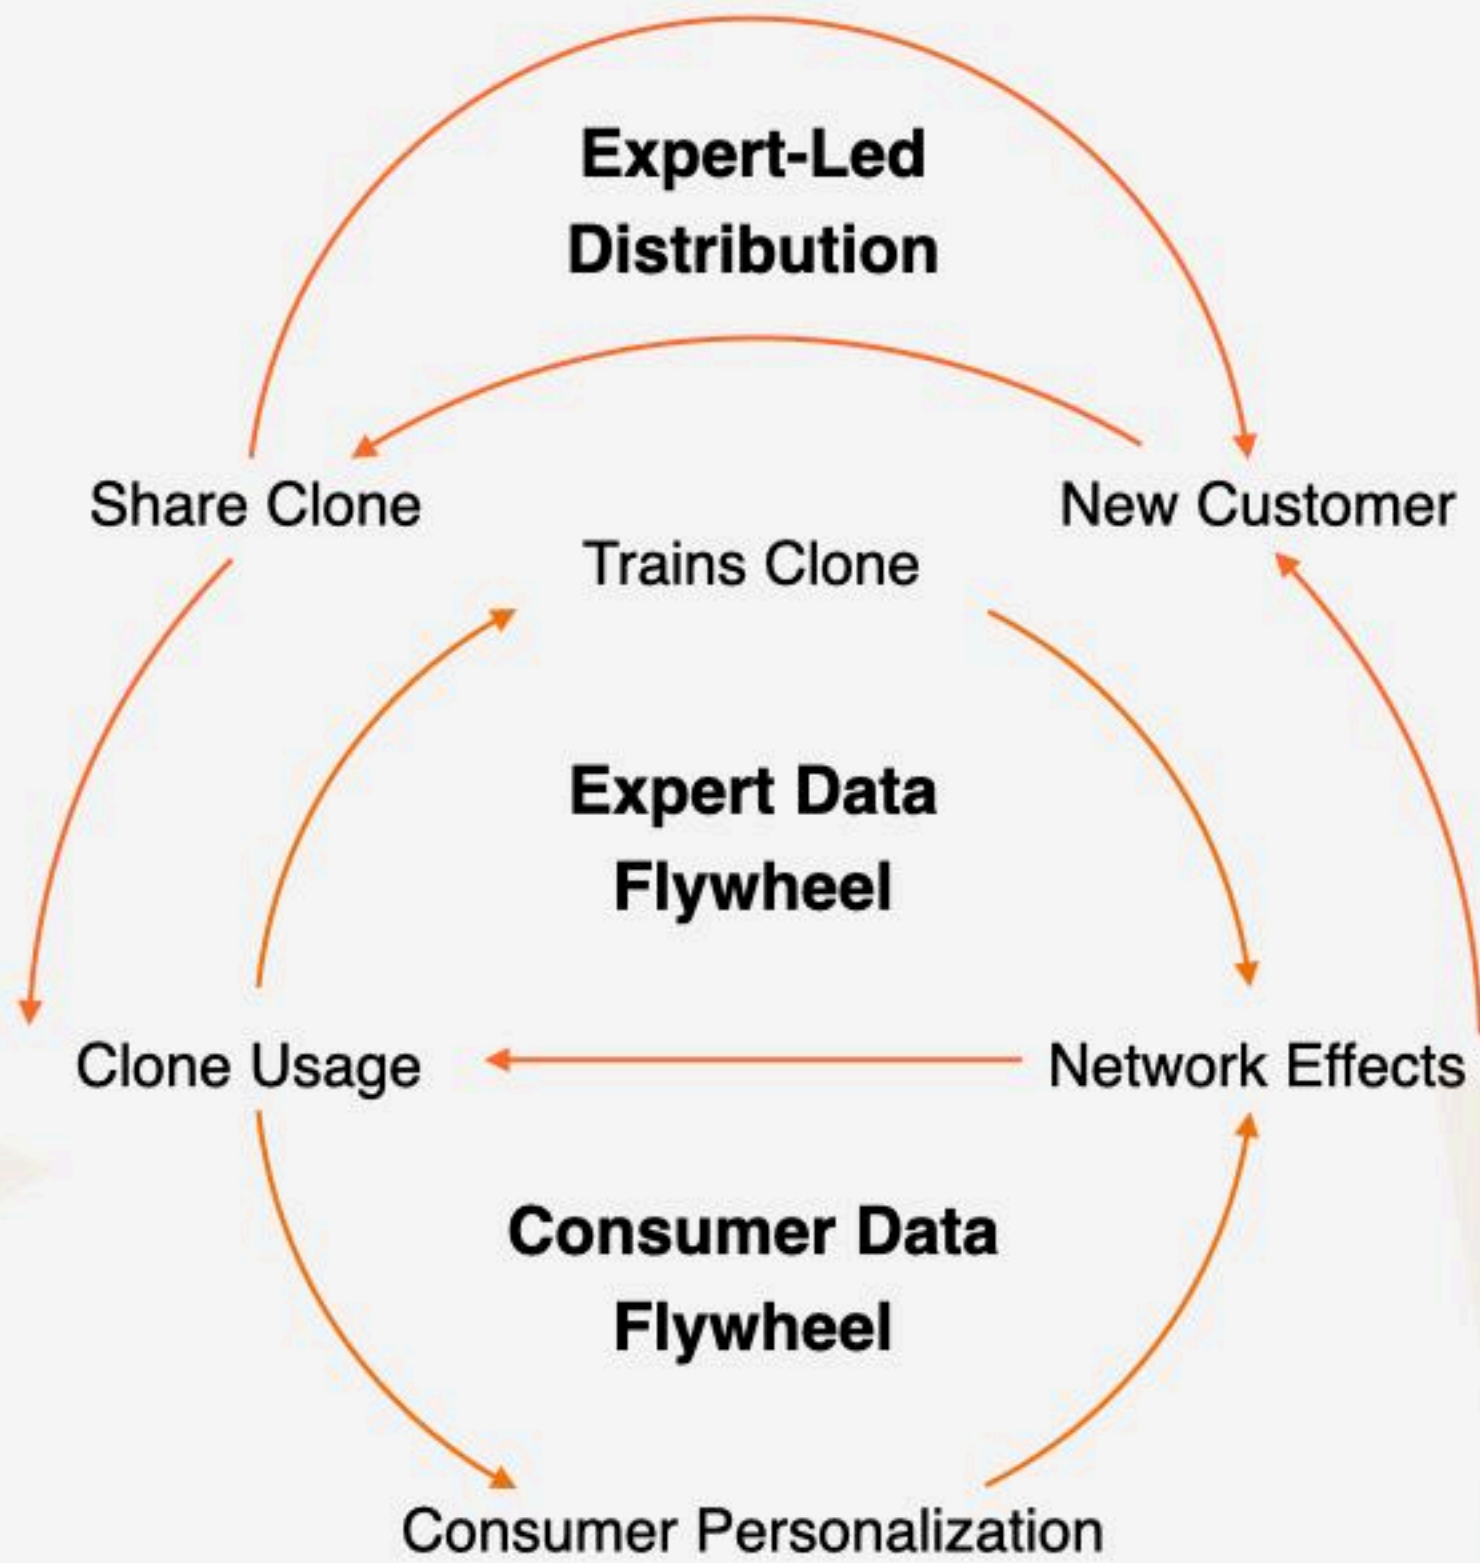 Expert-Led
Distribution
Share Clone
New Customer
Trains Clone
Expert Data
Flywheel
Clone Usage
Network Effects
Consumer Data
Flywheel
Consumer Personalization